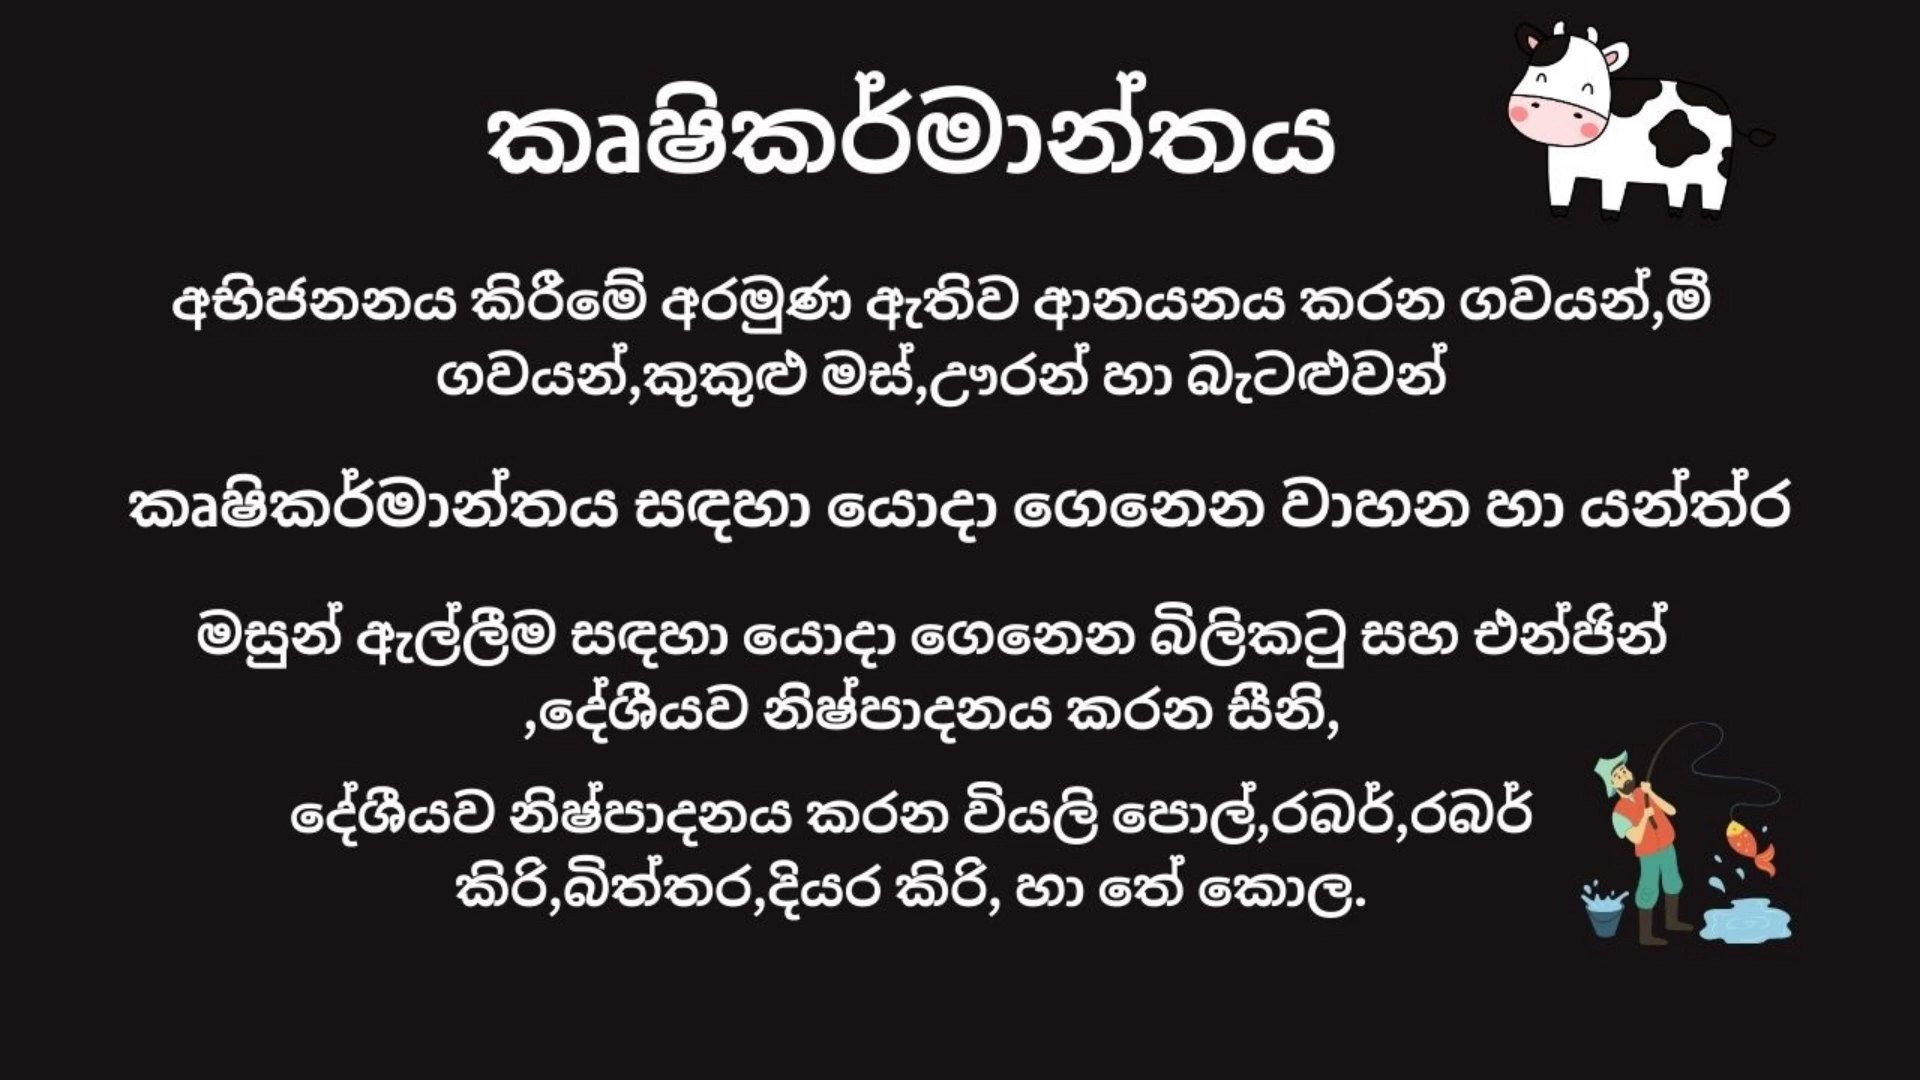 කෘෂිකර්මාන්තය
අභිජනනය කිරීමේ අරමුණ ඇතිව ආනයනය කරන ගවයන්,මී
ගවයන්,කුකුළු මස්,ඌරන් හා බැටළුවන්
කෘෂිකර්මාන්තය සඳහා යොදා ගෙනෙන වාහන හා යන්ත්ර
මසුන් ඇල්ලීම සඳහා යොදා ගෙනෙන බිලිකටු සහ එන්ජින්
,දේශීයව නිෂ්පාදනය කරන සීනි,
දේශීයව නිෂ්පාදනය කරන වියලි පොල්,රබර්,රබර්
කිරි,බිත්තර,දියර කිරි, හා තේ කොල.